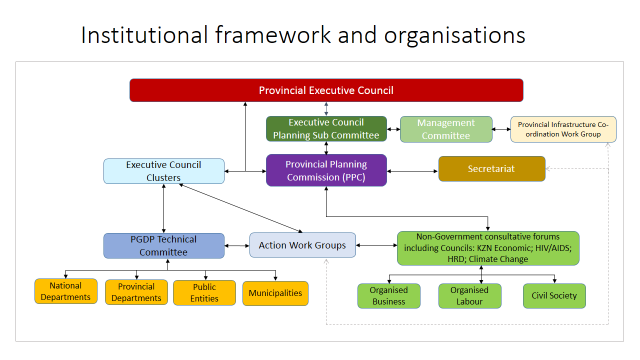 Institutional framework and organisations
Provincial Executive Council
Executive Council
Planning Sub Committee
Management
Committee
Provincial Infrastructure Co-
ordination Work Group
Executive Council
Clusters
Provincial Planning
Commission (PPC)
Secretariat
PGDP Technical
Committee
Action Work Groups
Non-Government consultative forums
including Councils: KZN Economic; HIV/AIDS;
HRD; Climate Change
National
Departments
Provincial
Departments
Public
Entities
Municipalities
Organised
Business
Organised
Labour
Civil Society